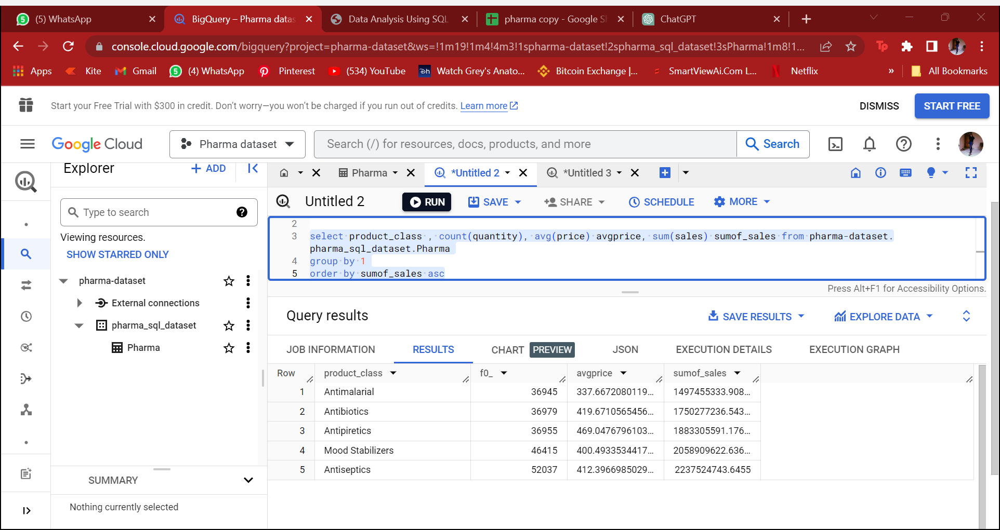 (5) WhatsApp
BigQuery – Pharma datas
Data Analysis Using SQL
pharma copy - Google S
ChatGPT
console.cloud.google.com/bigquery?project=pharma-dataset&ws=!1m19!1m4!4m3!1spharma-dataset!2spharma_sql_dataset!3sPharma!1m8!1...
Apps
Kite
Gmail
(4) WhatsApp
Pinterest
(534) YouTube
Watch Grey's Anato...
Bitcoin Exchange |...
SmartViewAi.Com L...
Netflix
»
All Bookmarks
Start your Free Trial with $300 in credit. Don't worry—you won't be charged if you run out of credits. Learn more
DISMISS
START FREE
Google Cloud
Pharma dataset
Search (/) for resources, docs, products, and more
Search
Explorer
+ ADD
Pharma
*Untitled 2
*Untitled 3
Untitled 2
RUN
SAVE
SHARE
SCHEDULE
MORE
Type to search
Viewing resources.
SHOW STARRED ONLY
pharma-dataset
External connections
pharma_sql_dataset
Pharma
SUMMARY
Nothing currently selected
2
3 select product_class , count(quantity), avg(price) avgprice, sum(sales) sumof_sales from pharma-dataset.
pharma_sql_dataset.Pharma
4 group by 1
5 order by sumof_sales asc
Press Alt+F1 for Accessibility Options.
Query results
SAVE RESULTS
EXPLORE DATA
JOB INFORMATION
RESULTS
CHART PREVIEW
JSON
EXECUTION DETAILS
EXECUTION GRAPH
Row product_class f0_ avgprice sumof_sales
1 Antimalarial 36945 337.6672080119... 1497455333.908...
2 Antibiotics 36979 419.6710565456... 1750277236.543...
3 Antipiretics 36955 469.0476796103... 1883305591.176...
4 Mood Stabilizers 46415 400.4933534417... 2058909622.636...
5 Antiseptics 52037 412.3966985029... 2237524743.6455